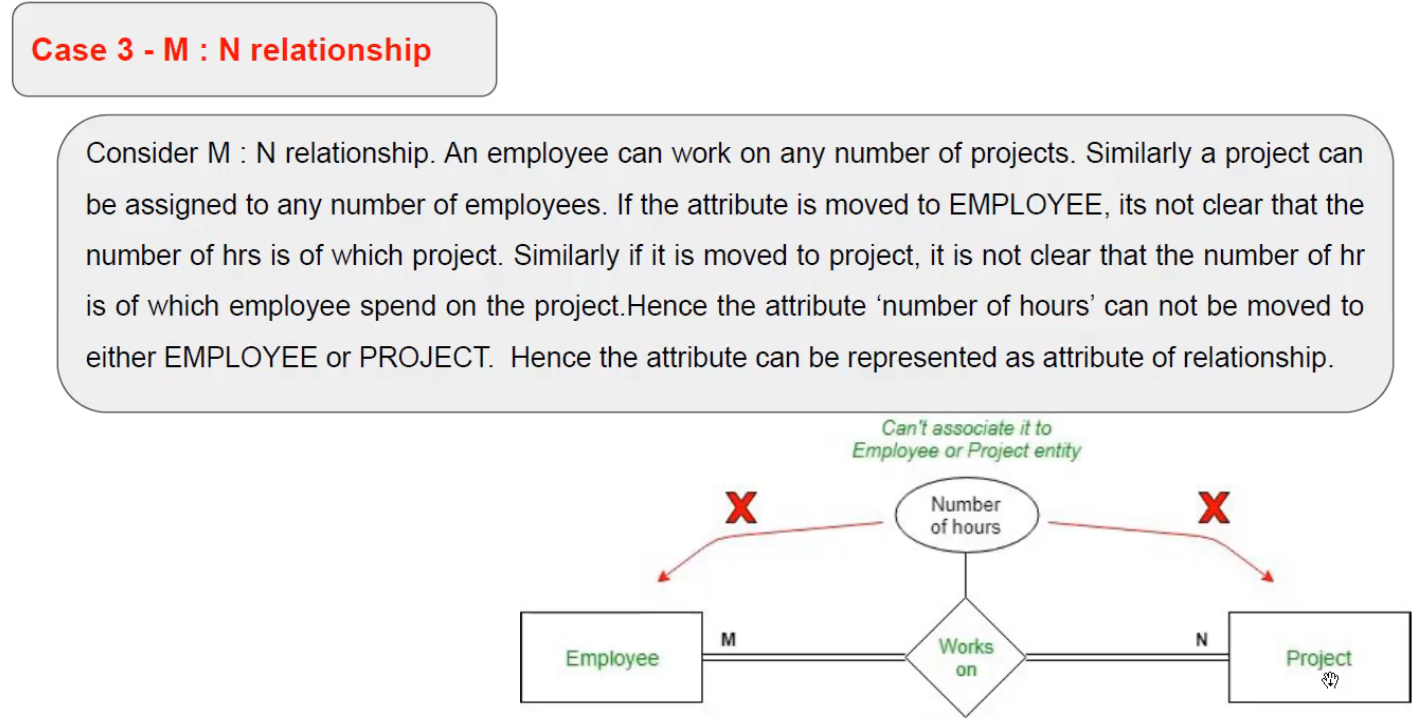 Case 3 - M : N relationship
Consider M : N relationship. An employee can work on any number of projects. Similarly a project can
be assigned to any number of employees. If the attribute is moved to EMPLOYEE, its not clear that the
number of hrs is of which project. Similarly if it is moved to project, it is not clear that the number of hr
is of which employee spend on the project.Hence the attribute ‘number of hours’ can not be moved to
either EMPLOYEE or PROJECT. Hence the attribute can be represented as attribute of relationship.
Can't associate it to
Employee or Project entity
X
X
Number
of hours
M
N
Employee
Works
on
Project